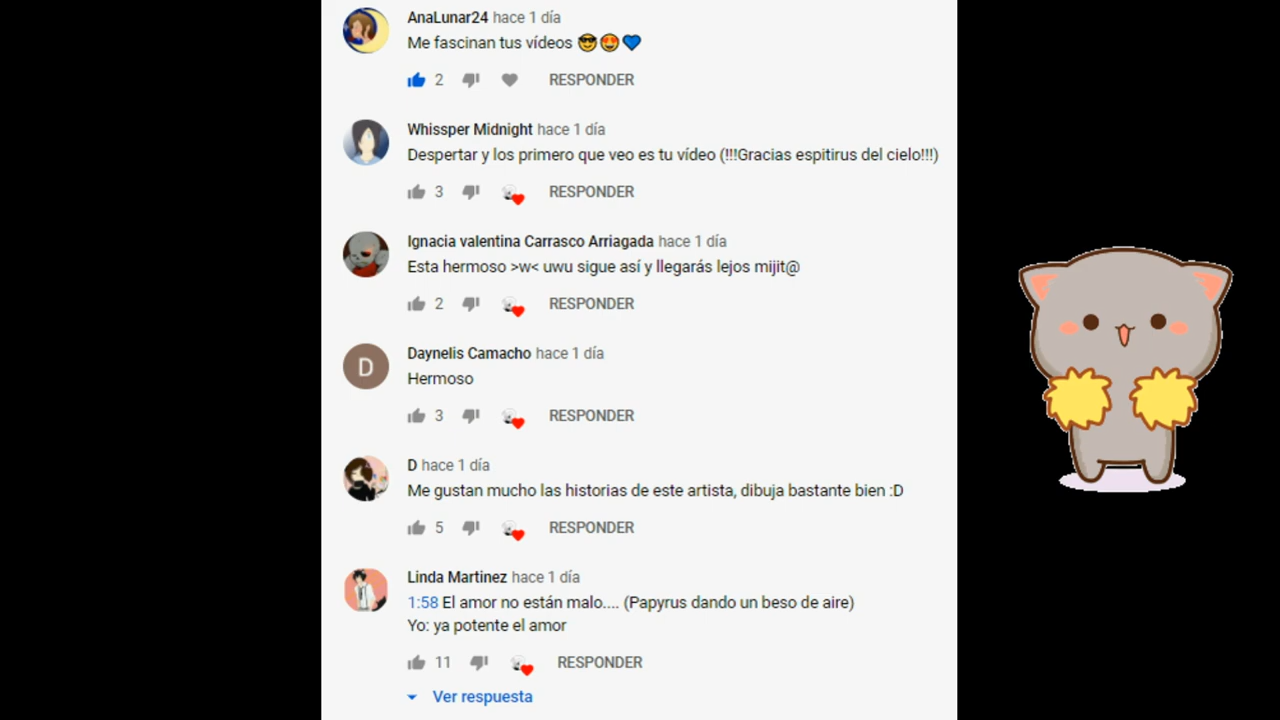 AnaLunar24 hace 1 día
Me fascinan tus vídeos 😎😍💙
2 RESPONDER
Whissper Midnight hace 1 día
Despertar y los primero que veo es tu vídeo (!!!Gracias espitirus del cielo!!!)
3 RESPONDER
Ignacia valentina Carrasco Arriagada hace 1 día
Esta hermoso >w< uwu sigue así y llegarás lejos mijit@
2 RESPONDER
D
Daynelis Camacho hace 1 día
Hermoso
3 RESPONDER
D hace 1 día
Me gustan mucho las historias de este artista, dibuja bastante bien :D
5 RESPONDER
Linda Martinez hace 1 día
1:58 El amor no están malo.... (Papyrus dando un beso de aire)
Yo: ya potente el amor
11 RESPONDER
Ver respuesta